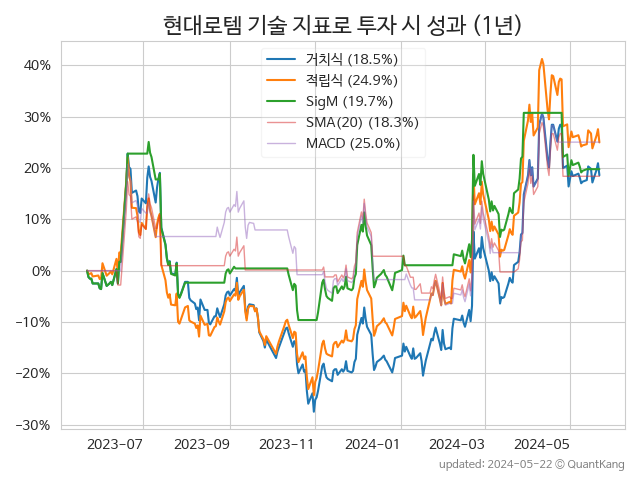 현대로템 기술 지표로 투자 시 성과 (1년)
거치식 (18.5%)
적립식 (24.9%)
SigM (19.7%)
SMA(20) (18.3%)
MACD (25.0%)
40%
30%
20%
10%
0%
−10%
−20%
−30%
2023-07 2023-09 2023-11 2024-01 2024-03 2024-05
updated: 2024-05-22 © QuantKang